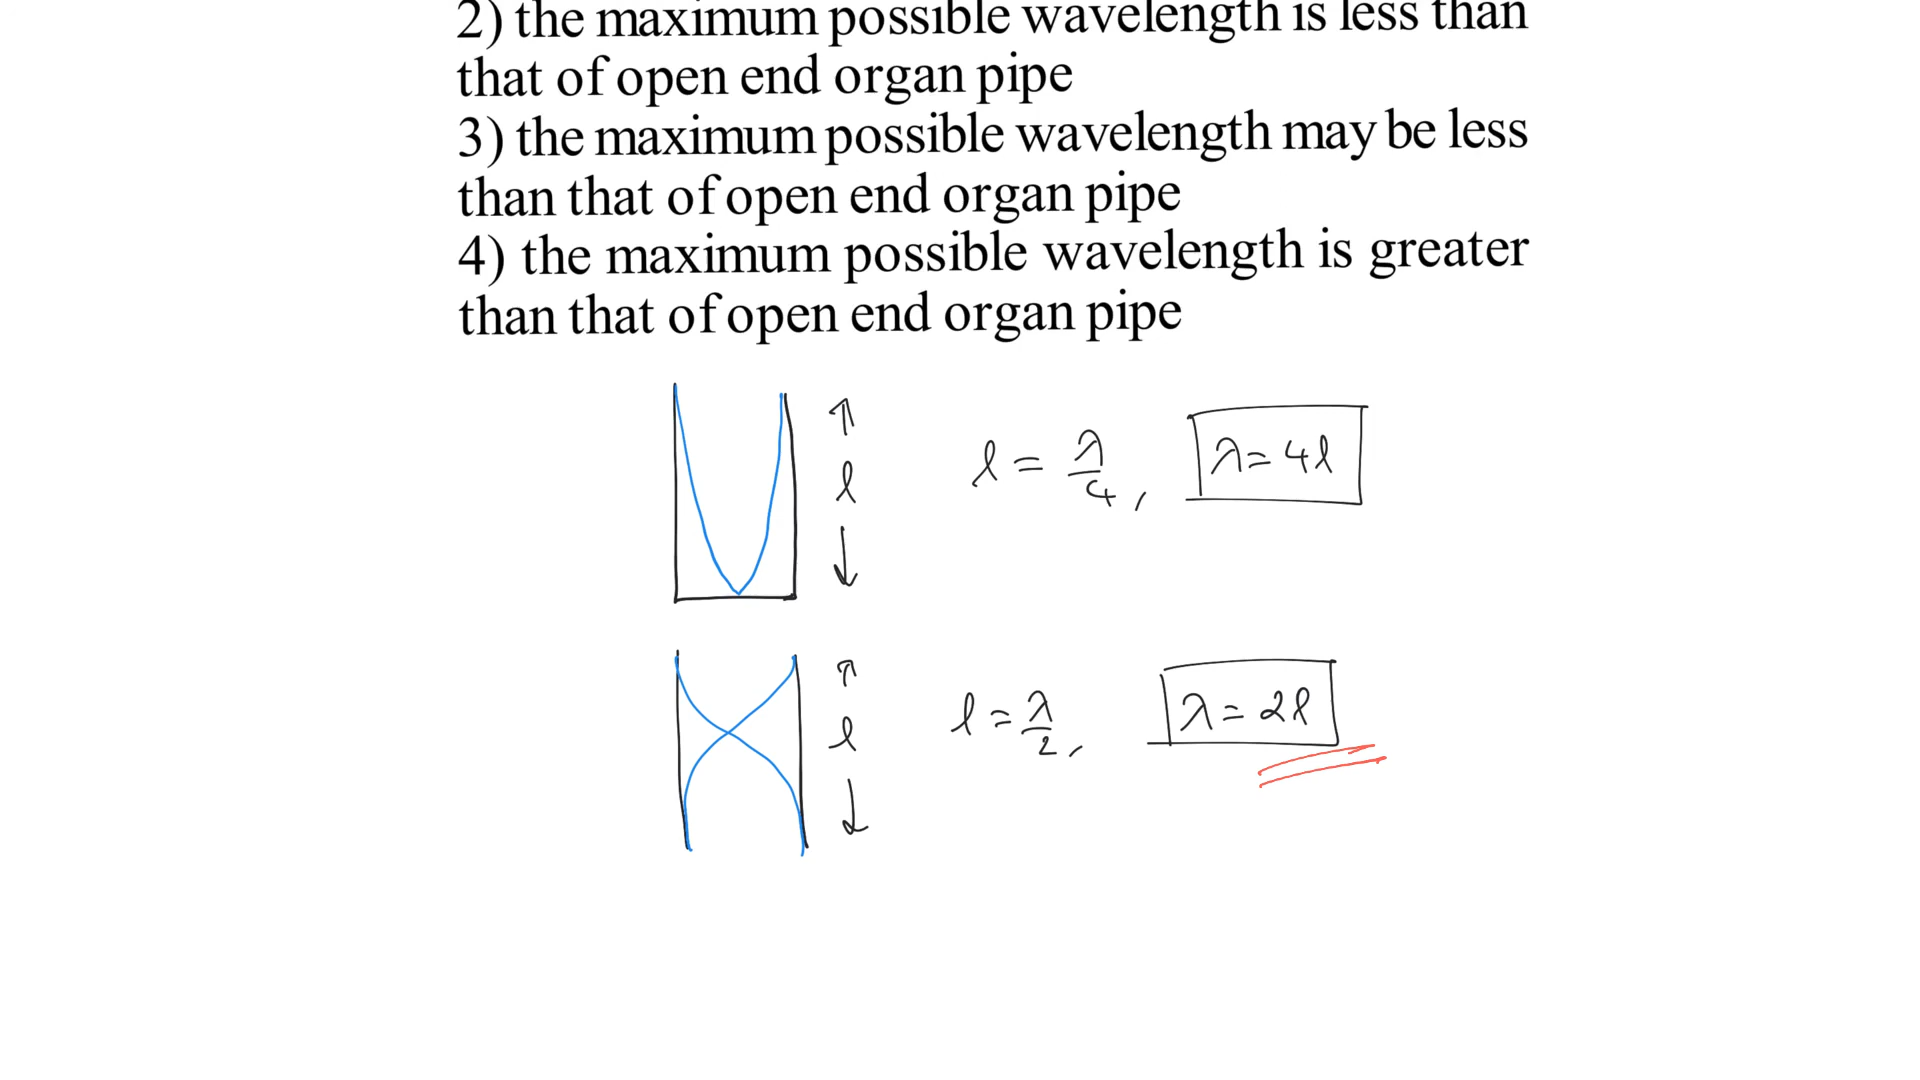 2) the maximum possible wavelength is less than
that of open end organ pipe
3) the maximum possible wavelength may be less
than that of open end organ pipe
4) the maximum possible wavelength is greater
than that of open end organ pipe
↑
l
↓
l = λ/4, λ = 4l
↑
l
↓
l = λ/2, λ = 2l